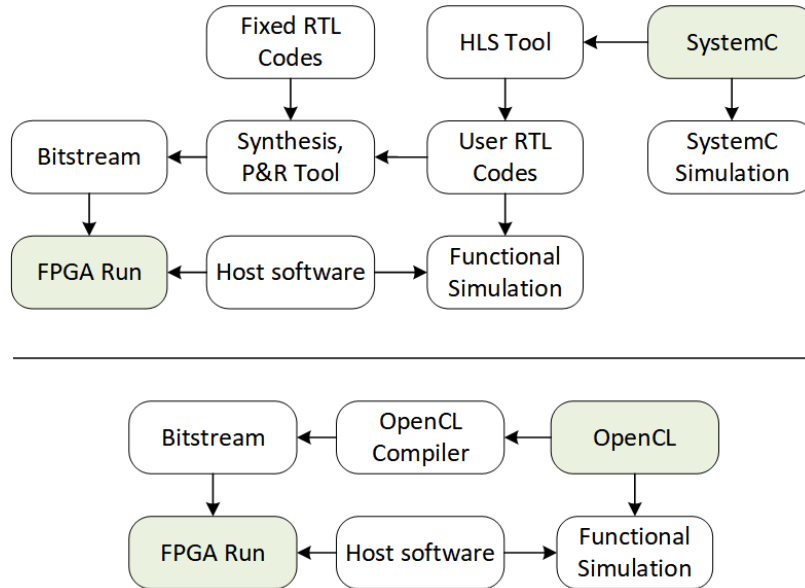 Fixed RTL
Codes
HLS Tool
SystemC
Bitstream
Synthesis,
P&R Tool
User RTL
Codes
SystemC
Simulation
FPGA Run
Host software
Functional
Simulation
Bitstream
OpenCL
Compiler
OpenCL
FPGA Run
Host software
Functional
Simulation